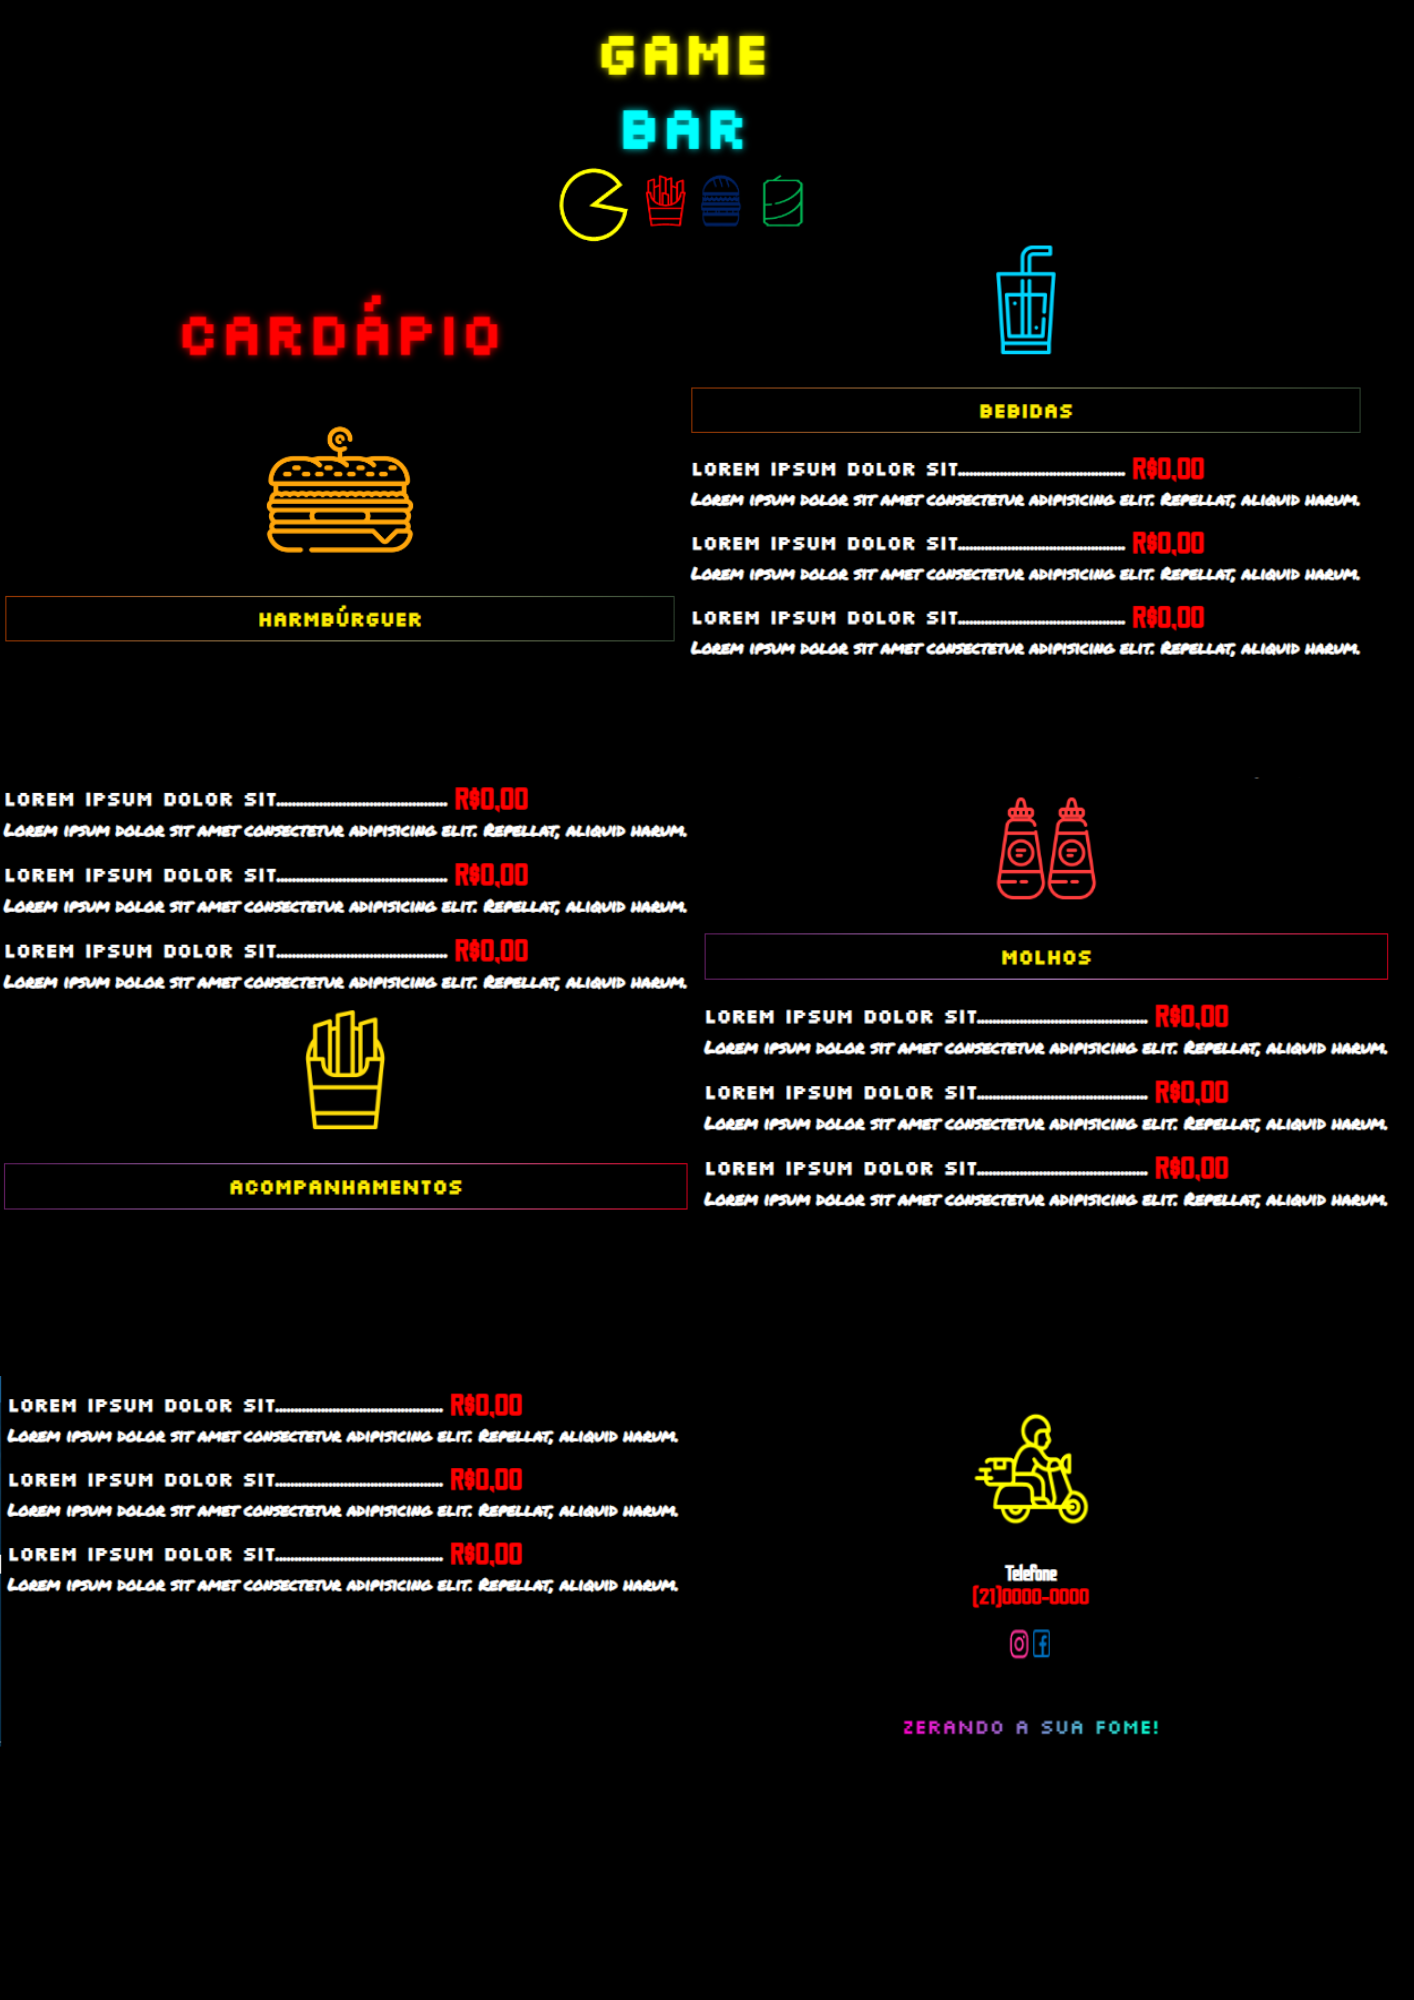 GAME
BAR
CARDÁPIO
HARMBÚRGUER
LOREM IPSUM DOLOR SIT............................................ R$0,00
Lorem ipsum dolor sit amet consectetur adipisicing elit. Repellat, aliquid harum.
LOREM IPSUM DOLOR SIT............................................ R$0,00
Lorem ipsum dolor sit amet consectetur adipisicing elit. Repellat, aliquid harum.
LOREM IPSUM DOLOR SIT............................................ R$0,00
Lorem ipsum dolor sit amet consectetur adipisicing elit. Repellat, aliquid harum.
ACOMPANHAMENTOS
LOREM IPSUM DOLOR SIT............................................ R$0,00
Lorem ipsum dolor sit amet consectetur adipisicing elit. Repellat, aliquid harum.
LOREM IPSUM DOLOR SIT............................................ R$0,00
Lorem ipsum dolor sit amet consectetur adipisicing elit. Repellat, aliquid harum.
LOREM IPSUM DOLOR SIT............................................ R$0,00
Lorem ipsum dolor sit amet consectetur adipisicing elit. Repellat, aliquid harum.
BEBIDAS
LOREM IPSUM DOLOR SIT............................................ R$0,00
Lorem ipsum dolor sit amet consectetur adipisicing elit. Repellat, aliquid harum.
LOREM IPSUM DOLOR SIT............................................ R$0,00
Lorem ipsum dolor sit amet consectetur adipisicing elit. Repellat, aliquid harum.
LOREM IPSUM DOLOR SIT............................................ R$0,00
Lorem ipsum dolor sit amet consectetur adipisicing elit. Repellat, aliquid harum.
MOLHOS
LOREM IPSUM DOLOR SIT............................................ R$0,00
Lorem ipsum dolor sit amet consectetur adipisicing elit. Repellat, aliquid harum.
LOREM IPSUM DOLOR SIT............................................ R$0,00
Lorem ipsum dolor sit amet consectetur adipisicing elit. Repellat, aliquid harum.
LOREM IPSUM DOLOR SIT............................................ R$0,00
Lorem ipsum dolor sit amet consectetur adipisicing elit. Repellat, aliquid harum.
Telefone
(21)0000-0000
ZERANDO A SUA FOME!